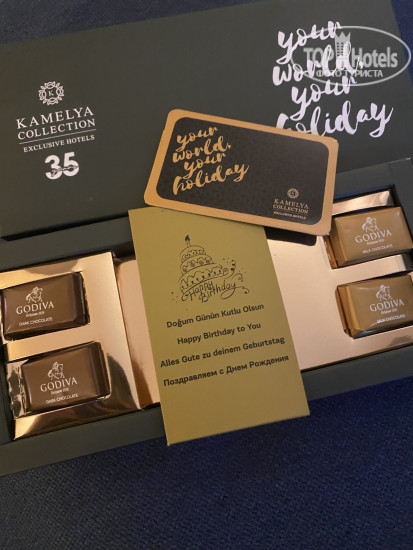 your
world,
your
holiday
TOP Hotels
ФОТО ТУРИСТА
K
KAMELYA
COLLECTION
EXCLUSIVE HOTELS
35
your
world,
your
holiday
KAMELYA
COLLECTION
EXCLUSIVE HOTELS
Happy Birthday
Doğum Günün Kutlu Olsun
Happy Birthday to You
Alles Gute zu deinem Geburtstag
Поздравляем с Днем Рождения
GODIVA
DARK CHOCOLATE
GODIVA
DARK CHOCOLATE
GODIVA
MILK CHOCOLATE
GODIVA
MILK CHOCOLATE